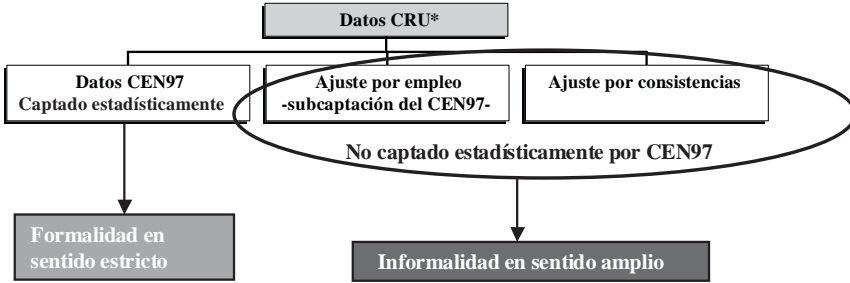 Datos CRU*
Datos CEN97
Captado estadísticamente
Ajuste por empleo
-subcaptación del CEN97-
Ajuste por consistencias
No captado estadísticamente por CEN97
Formalidad en
sentido estricto
Informalidad en sentido amplio